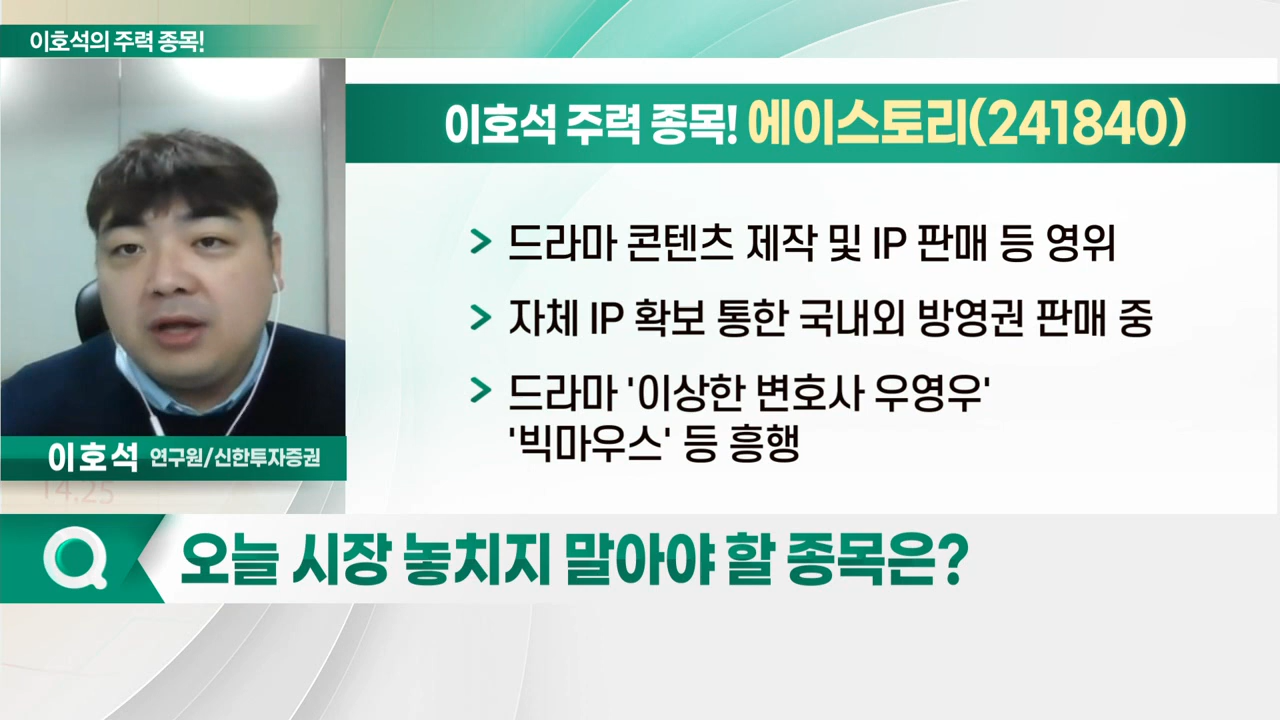 이호석의 주력 종목!
이호석 주력 종목! 에이스토리(241840)
> 드라마 콘텐츠 제작 및 IP 판매 등 영위
> 자체 IP 확보 통한 국내외 방영권 판매 중
> 드라마 '이상한 변호사 우영우'
'빅마우스' 등 흥행
이호석 연구원/신한투자증권
14.25
Q 오늘 시장 놓치지 말아야 할 종목은?